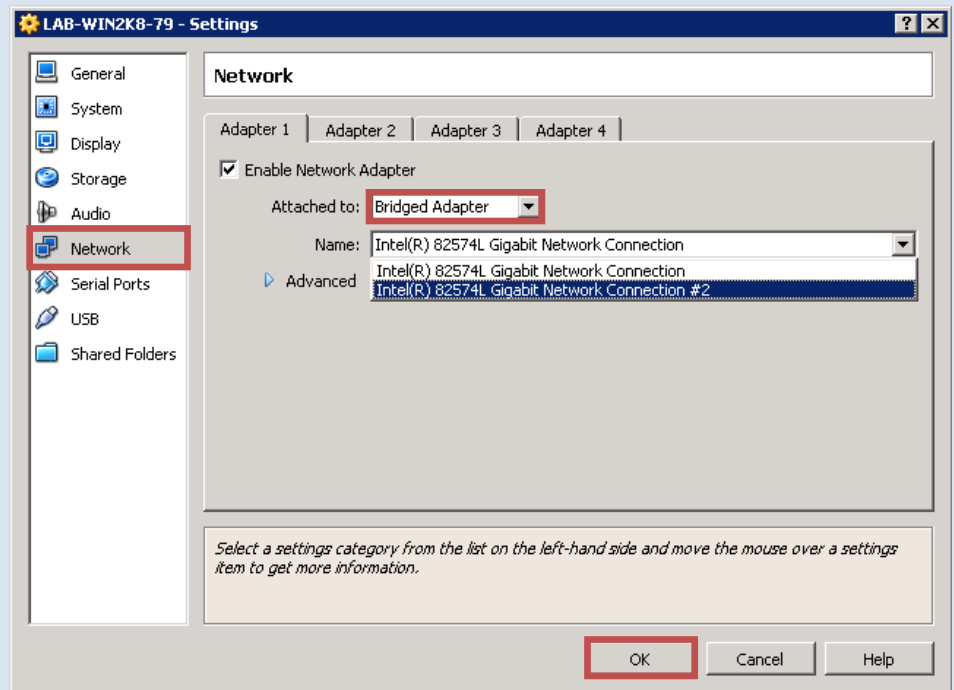 LAB-WIN2K8-79 - Settings
General
System
Display
Storage
Audio
Network
Serial Ports
USB
Shared Folders
Network
Adapter 1 Adapter 2 Adapter 3 Adapter 4
Enable Network Adapter
Attached to: Bridged Adapter
Name: Intel(R) 82574L Gigabit Network Connection
Intel(R) 82574L Gigabit Network Connection
Advanced
Intel(R) 82574L Gigabit Network Connection #2
Select a settings category from the list on the left-hand side and move the mouse over a settings
item to get more information.
OK Cancel Help